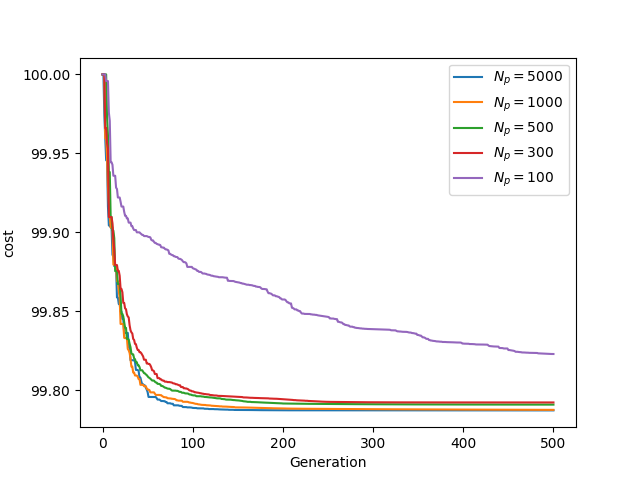 100.00
99.95
99.90
99.85
99.80
cost
0
100
200
300
400
500
Generation
N_p = 5000
N_p = 1000
N_p = 500
N_p = 300
N_p = 100